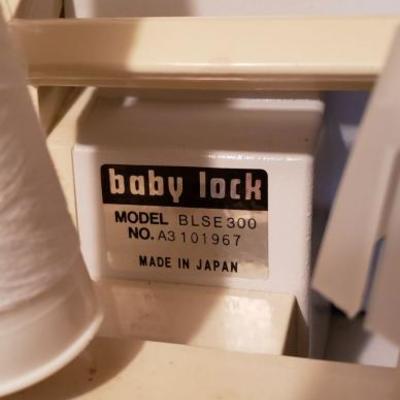 baby lock
MODEL BLSE300
NO. A3101967
MADE IN JAPAN